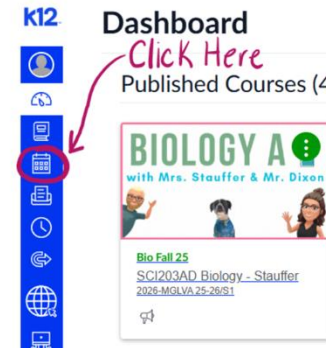 K12
Dashboard
Click Here
Published Courses (4
BIOLOGY A
with Mrs. Stauffer & Mr. Dixon
Bio Fall 25
SCI203AD Biology - Stauffer
2026-MGLVA 25-26/S1